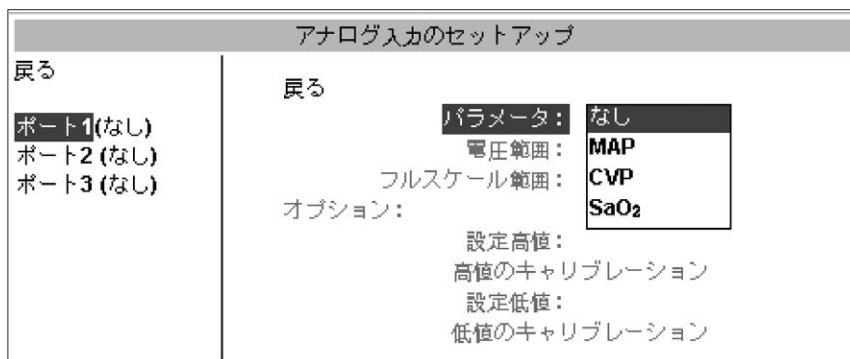 アナログ入力のセットアップ
戻る
ポート1(なし)
ポート2 (なし)
ポート3 (なし)
戻る
パラメータ: なし
MAP
CVP
SaO₂
電圧範囲:
フルスケール範囲:
オプション:
設定高値:
高値のキャリブレーション
設定低値:
低値のキャリブレーション